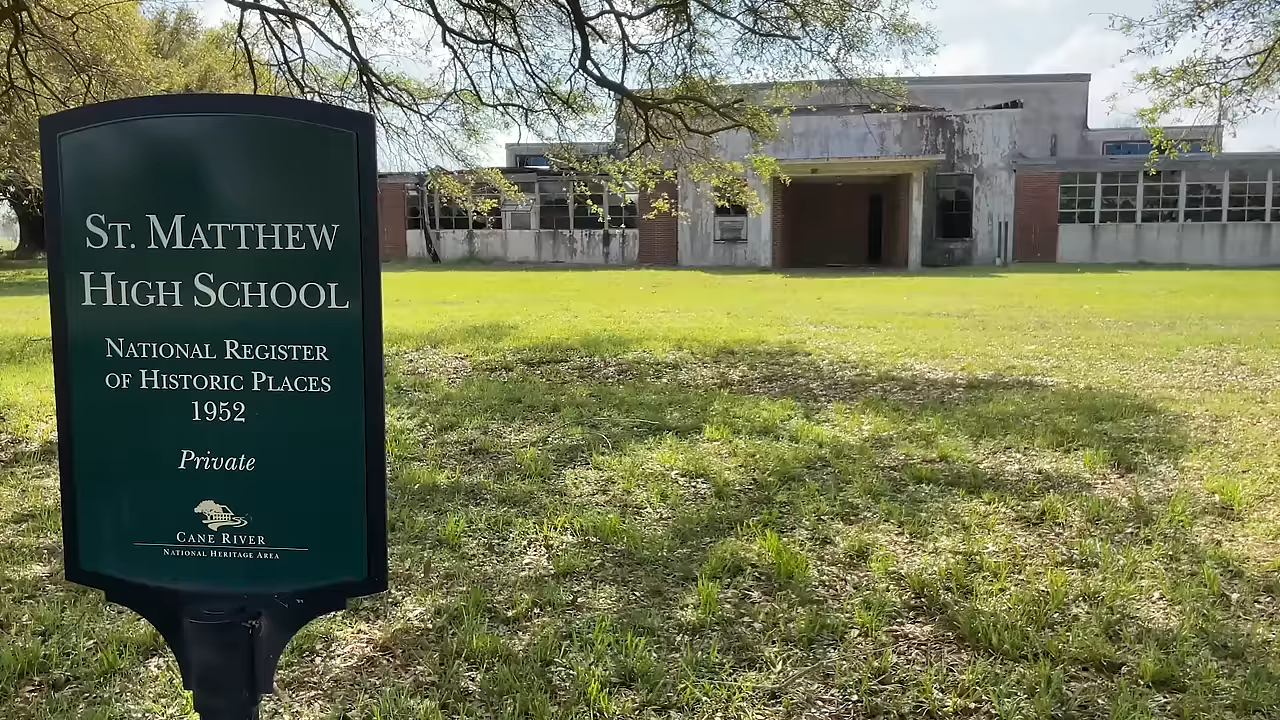 St. Matthew
High School
National Register
of Historic Places
1952
Private
Cane River
National Heritage Area